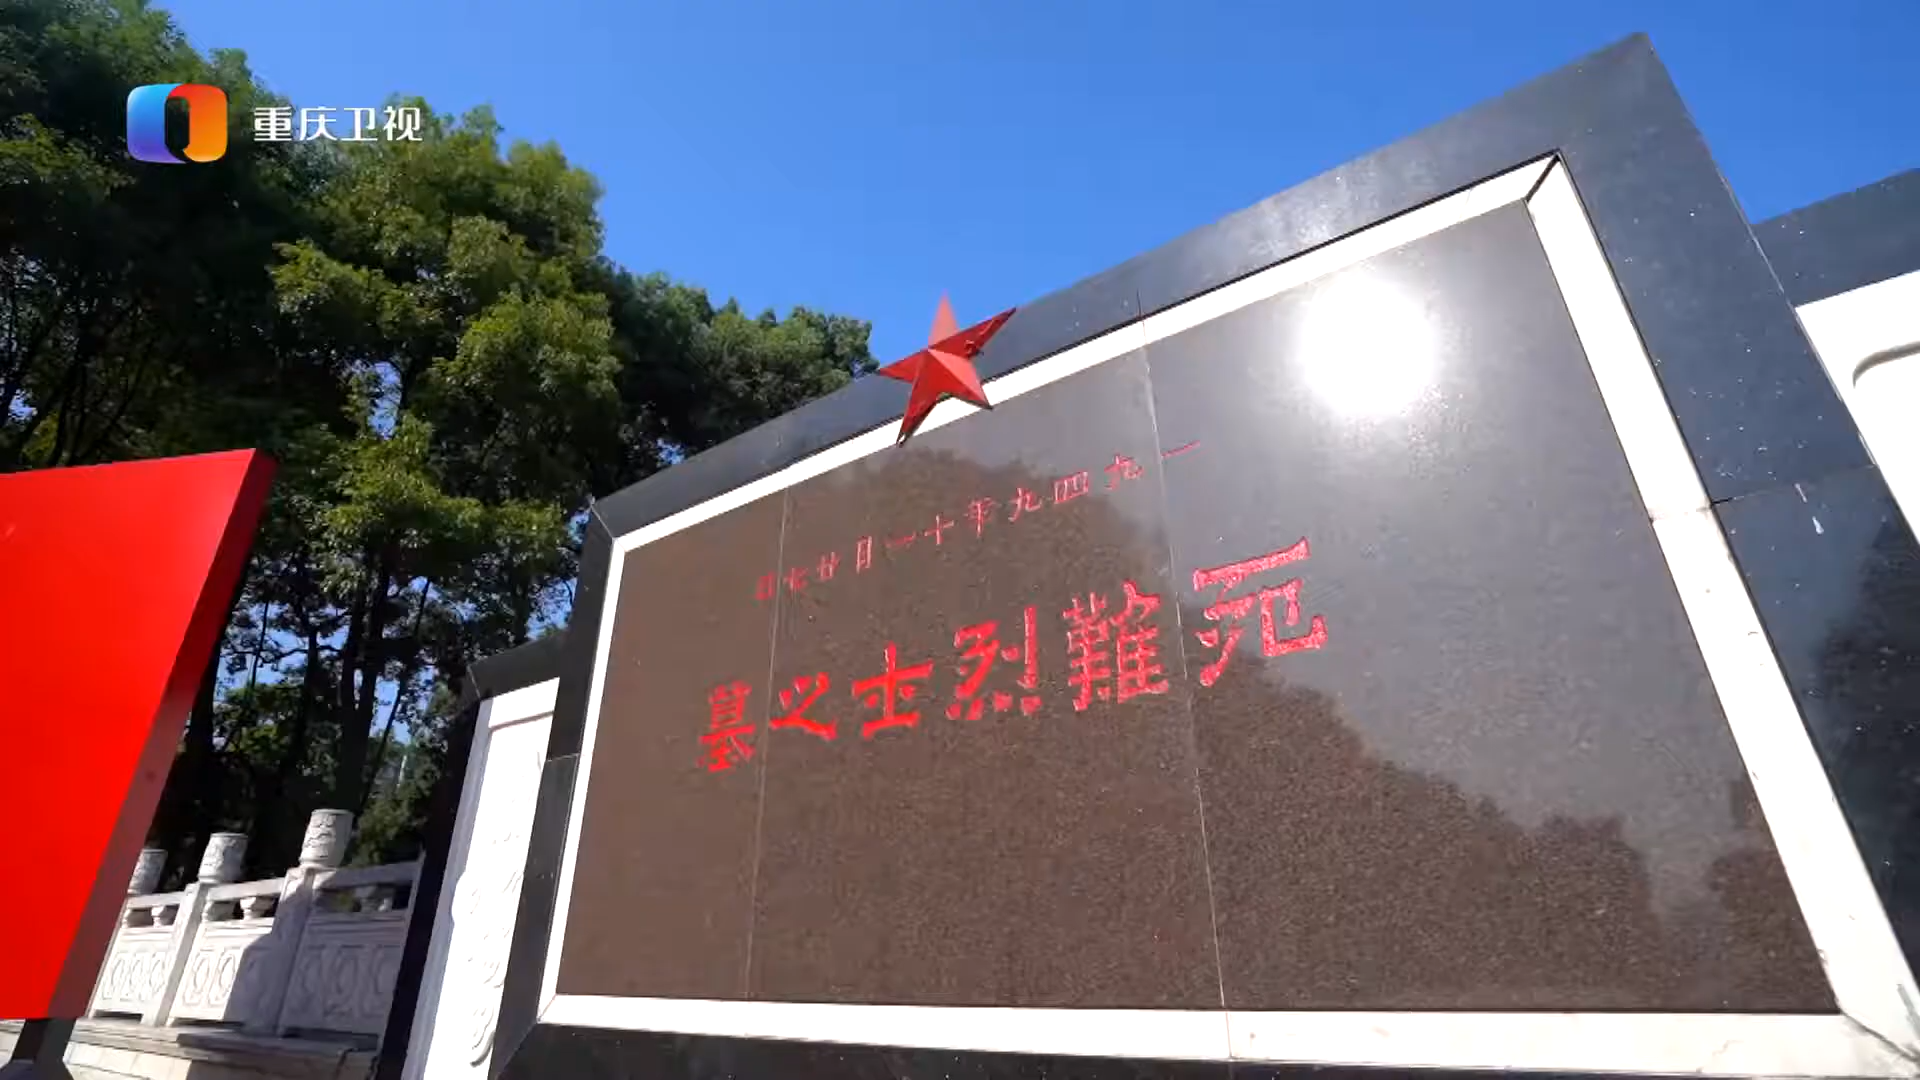 重庆卫视
一九四九年十一月廿七日
死難烈士之墓